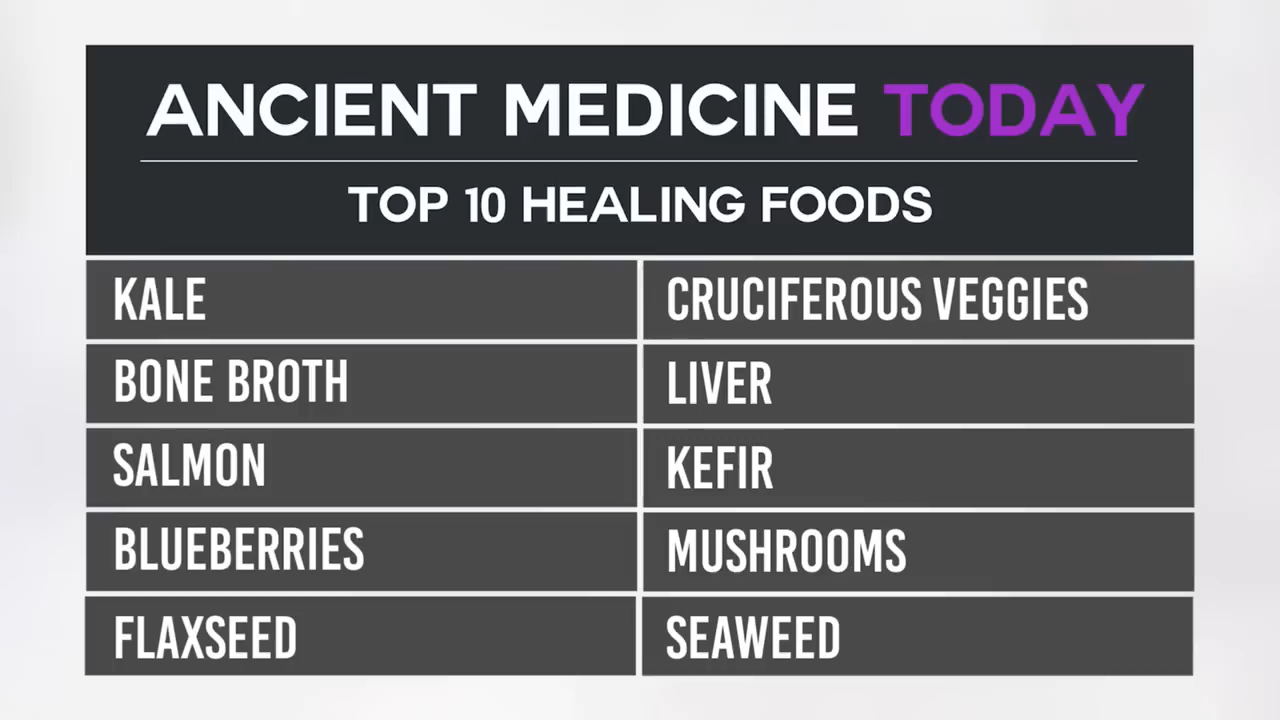 ANCIENT MEDICINE TODAY
TOP 10 HEALING FOODS
KALE
CRUCIFEROUS VEGGIES
BONE BROTH
LIVER
SALMON
KEFIR
BLUEBERRIES
MUSHROOMS
FLAXSEED
SEAWEED